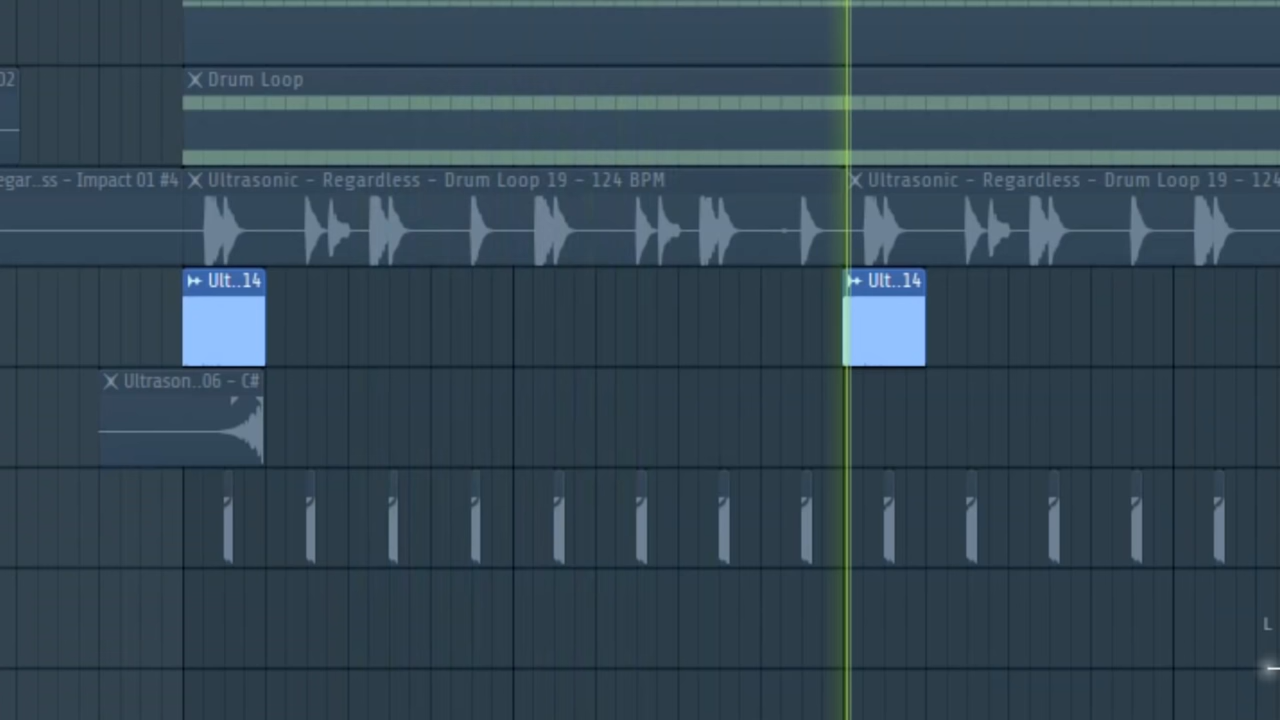 02
Drum Loop
egar..ss - Impact 01 #4
Ultrasonic - Regardless - Drum Loop 19 - 124 BPM
Ultrasonic - Regardless - Drum Loop 19 - 124
Ult..14
Ult..14
Ultrason..06 - C#
L